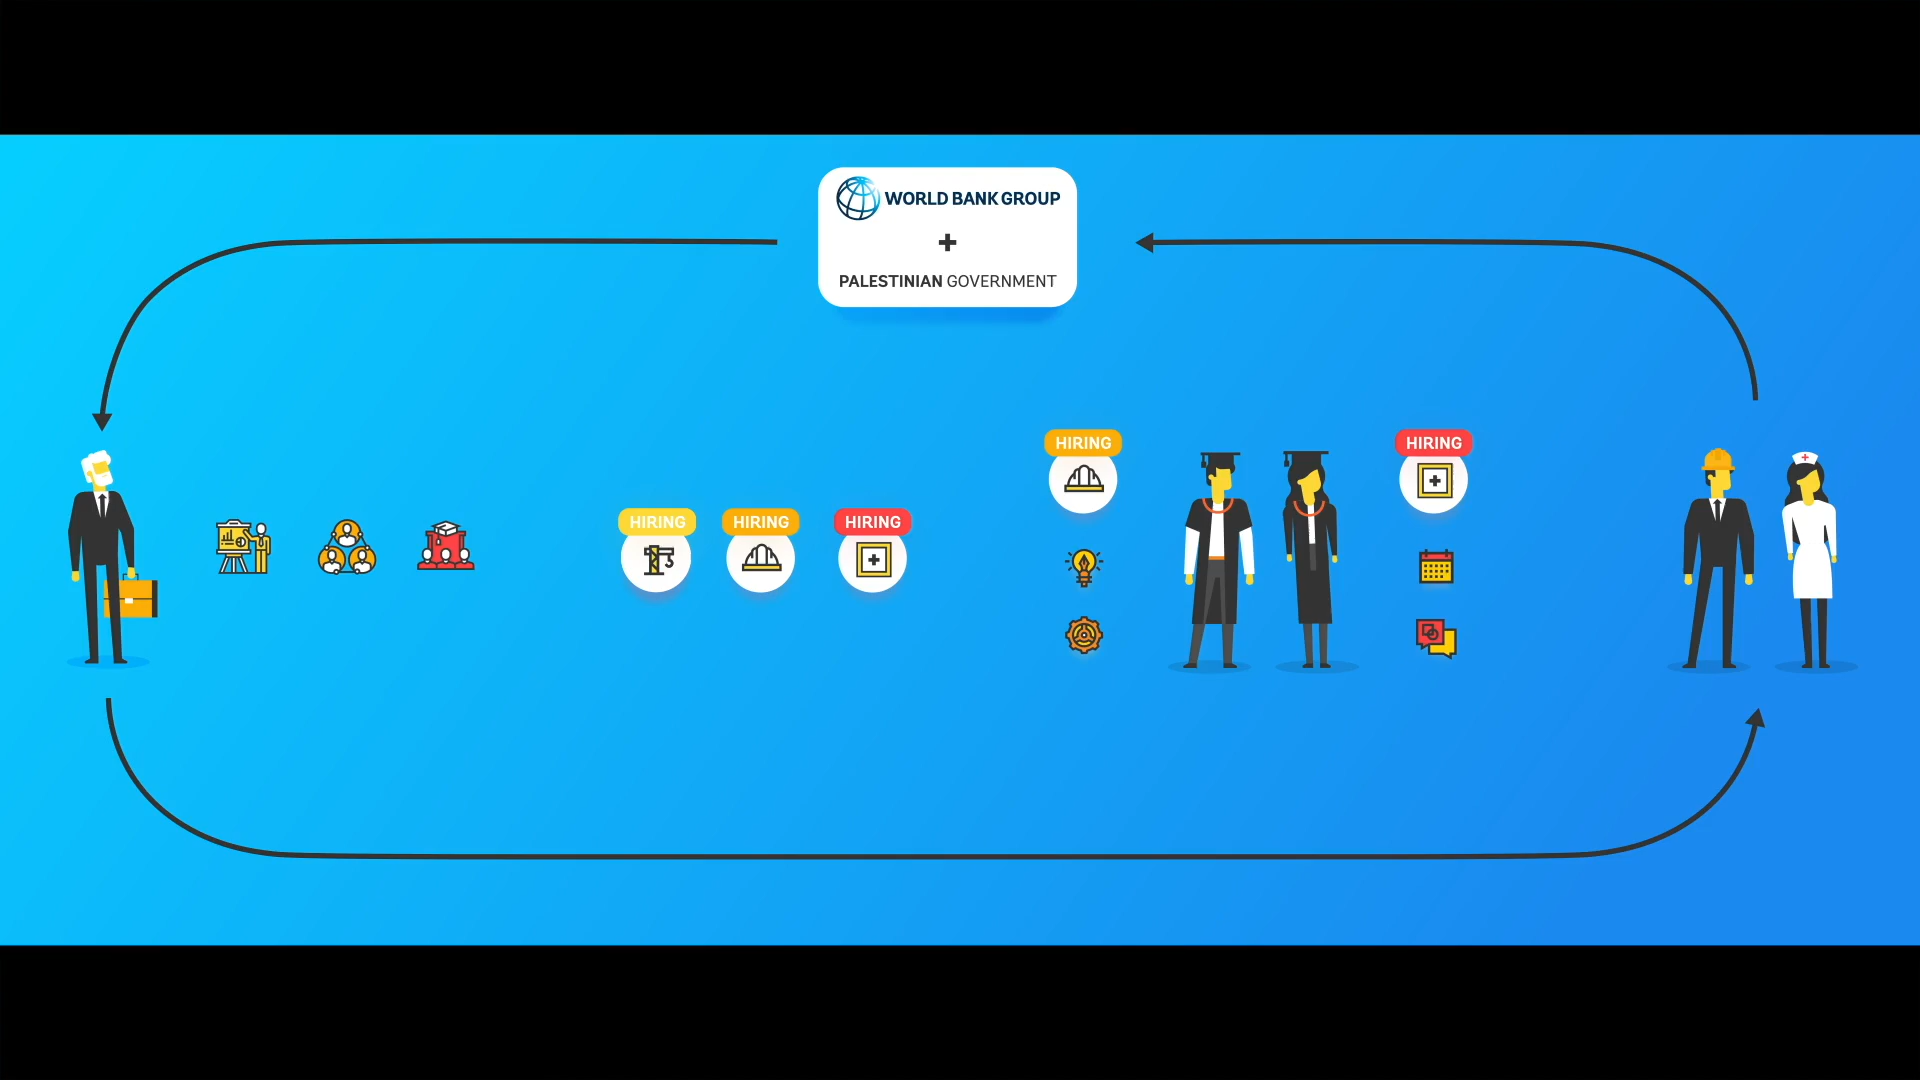 WORLD BANK GROUP
+
PALESTINIAN GOVERNMENT
HIRING
HIRING
HIRING
HIRING
HIRING